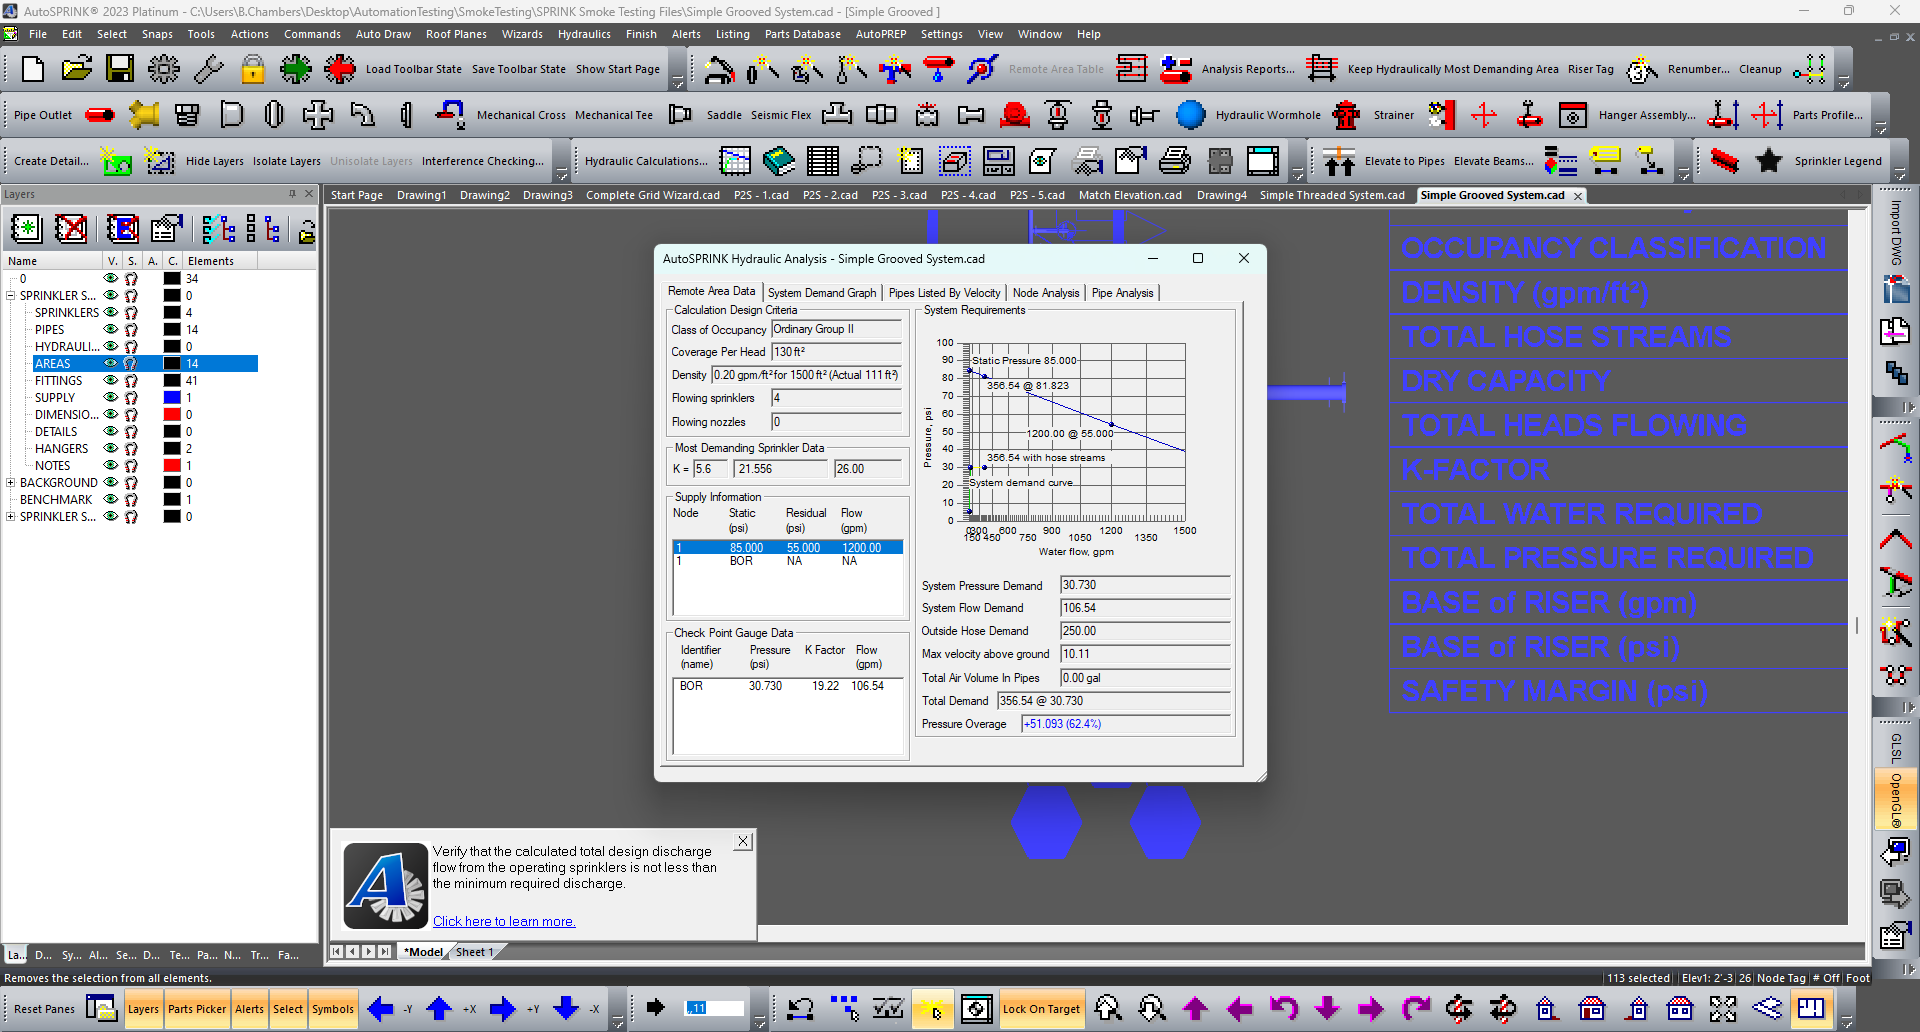 AutoSPRINK® 2023 Platinum - C:\Users\B.Chambers\Desktop\AutomationTesting\SmokeTesting\SPRINK Smoke Testing Files\Simple Grooved System.cad - [Simple Grooved ]
File Edit Select Snaps Tools Actions Commands Auto Draw Roof Planes Wizards Hydraulics Finish Alerts Listing Parts Database AutoPREP Settings View Window Help
Load Toolbar State Save Toolbar State Show Start Page Remote Area Table Analysis Reports... Keep Hydraulically Most Demanding Area Riser Tag Renumber... Cleanup
Pipe Outlet Mechanical Cross Mechanical Tee Saddle Seismic Flex Hydraulic Wormhole Strainer Hanger Assembly... Parts Profile...
Create Detail... Hide Layers Isolate Layers Unisolate Layers Interference Checking... Hydraulic Calculations... Elevate to Pipes Elevate Beams... Sprinkler Legend
Layers
Start Page Drawing1 Drawing2 Drawing3 Complete Grid Wizard.cad P2S - 1.cad P2S - 2.cad P2S - 3.cad P2S - 4.cad P2S - 5.cad Match Elevation.cad Drawing4 Simple Threaded System.cad Simple Grooved System.cad
Name V. S. A. C. Elements
0 34
SPRINKLER S... 0
SPRINKLERS 4
PIPES 14
HYDRAULI... 0
AREAS 14
FITTINGS 41
SUPPLY 1
DIMENSIO... 0
DETAILS 0
HANGERS 2
NOTES 1
BACKGROUND 0
BENCHMARK 1
SPRINKLER S... 0
AutoSPRINK Hydraulic Analysis - Simple Grooved System.cad
Remote Area Data System Demand Graph Pipes Listed By Velocity Node Analysis Pipe Analysis
Calculation Design Criteria
Class of Occupancy Ordinary Group II
Coverage Per Head 130 ft²
Density 0.20 gpm/ft² for 1500 ft² (Actual 111 ft²)
Flowing sprinklers 4
Flowing nozzles 0
Most Demanding Sprinkler Data
K = 5.6 21.556 26.00
Supply Information
Node Static Residual Flow
(psi) (psi) (gpm)
1 85.000 55.000 1200.00
1 BOR NA NA
Check Point Gauge Data
Identifier Pressure K Factor Flow
(name) (psi) (gpm)
BOR 30.730 19.22 106.54
System Requirements
Pressure, psi
100
90
80
70
60
50
40
30
20
10
0
Static Pressure 85.000
356.54 @ 81.823
1200.00 @ 55.000
356.54 with hose streams
System demand curve
0 300 600 900 1200 1500
150 450 750 1050 1350
Water flow, gpm
System Pressure Demand 30.730
System Flow Demand 106.54
Outside Hose Demand 250.00
Max velocity above ground 10.11
Total Air Volume In Pipes 0.00 gal
Total Demand 356.54 @ 30.730
Pressure Overage +51.093 (62.4%)
OCCUPANCY CLASSIFICATION
DENSITY (gpm/ft²)
TOTAL HOSE STREAMS
DRY CAPACITY
TOTAL HEADS FLOWING
K-FACTOR
TOTAL WATER REQUIRED
TOTAL PRESSURE REQUIRED
BASE of RISER (gpm)
BASE of RISER (psi)
SAFETY MARGIN (psi)
Import DWG
GLSL
OpenGL®
Verify that the calculated total design discharge
flow from the operating sprinklers is not less than
the minimum required discharge.
Click here to learn more.
La... D... Sy... Al... Se... D... Te... Pa... N... Tr... Fa...
*Model Sheet 1
Removes the selection from all elements.
113 selected Elev1: 2'-3 26 Node Tag # Off Foot
Reset Panes Layers Parts Picker Alerts Select Symbols -Y +X +Y -X ,,11 Lock On Target